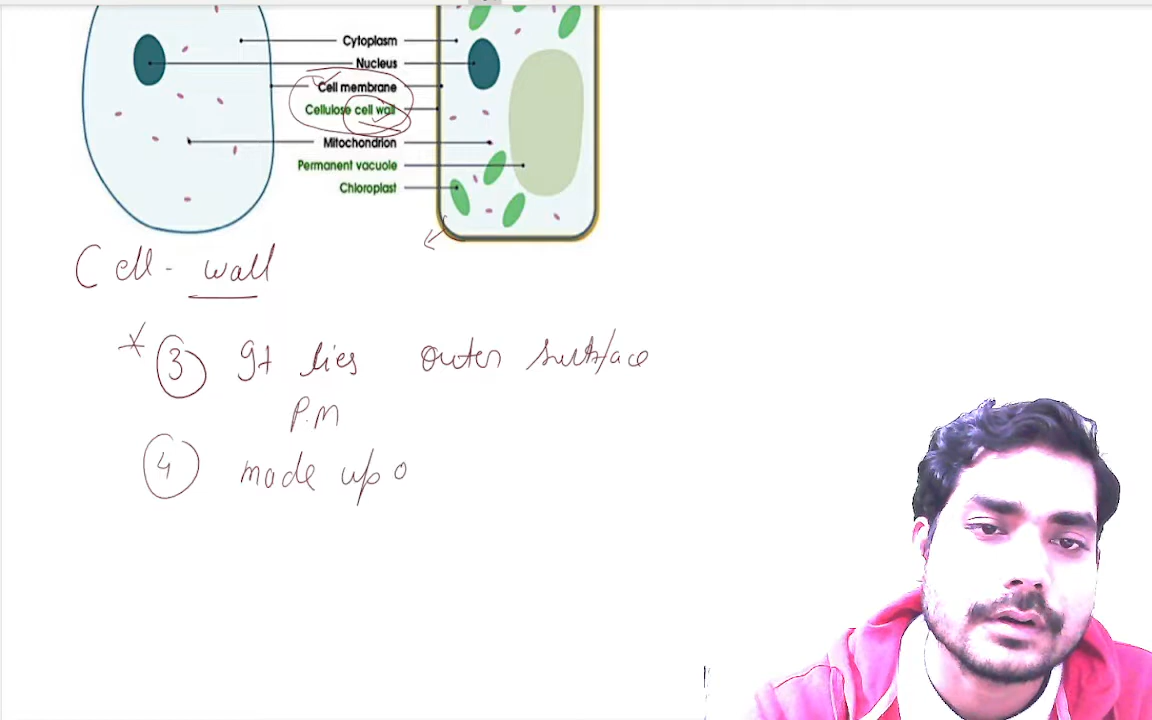 Cytoplasm
Nucleus
Cell membrane
Cellulose cell wall
Mitochondrion
Permanent vacuole
Chloroplast
Cell - wall
* 3 It lies outer surface
P.M
4 made up o